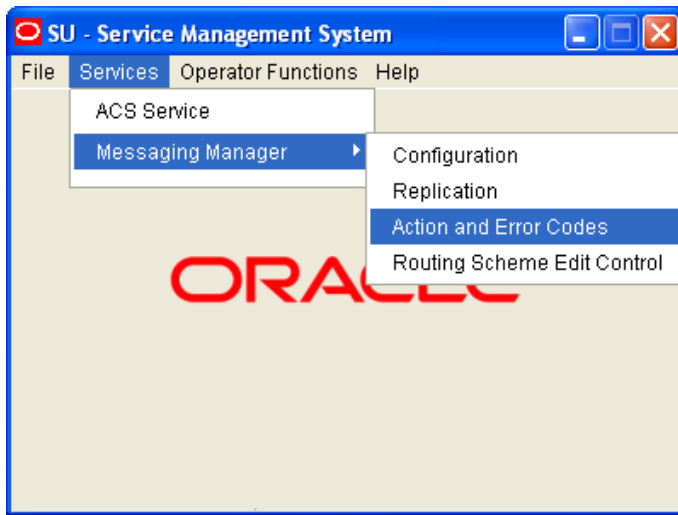 SU - Service Management System
File Services Operator Functions Help
ACS Service
Messaging Manager
Configuration
Replication
Action and Error Codes
Routing Scheme Edit Control